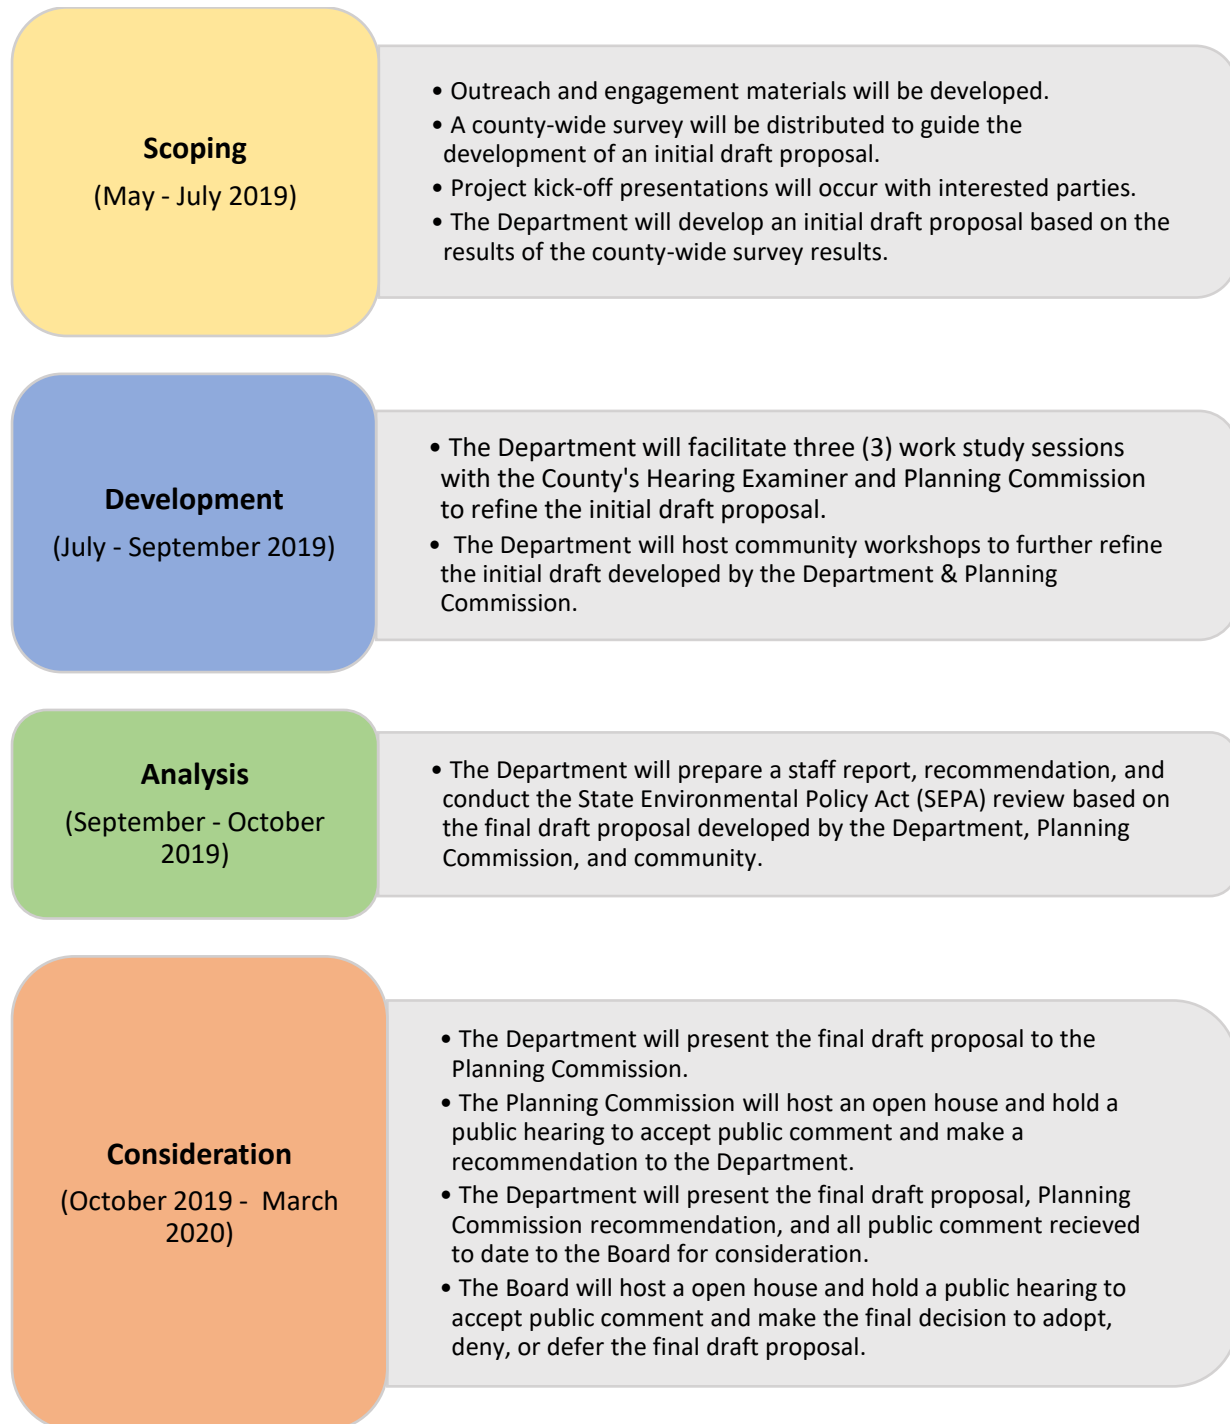 Scoping
(May - July 2019)
• Outreach and engagement materials will be developed.
• A county-wide survey will be distributed to guide the
development of an initial draft proposal.
• Project kick-off presentations will occur with interested parties.
• The Department will develop an initial draft proposal based on the
results of the county-wide survey results.
Development
(July - September 2019)
• The Department will facilitate three (3) work study sessions
with the County's Hearing Examiner and Planning Commission
to refine the initial draft proposal.
• The Department will host community workshops to further refine
the initial draft developed by the Department & Planning
Commission.
Analysis
(September - October
2019)
• The Department will prepare a staff report, recommendation, and
conduct the State Environmental Policy Act (SEPA) review based on
the final draft proposal developed by the Department, Planning
Commission, and community.
Consideration
(October 2019 - March
2020)
• The Department will present the final draft proposal to the
Planning Commission.
• The Planning Commission will host an open house and hold a
public hearing to accept public comment and make a
recommendation to the Department.
• The Department will present the final draft proposal, Planning
Commission recommendation, and all public comment recieved
to date to the Board for consideration.
• The Board will host a open house and hold a public hearing to
accept public comment and make the final decision to adopt,
deny, or defer the final draft proposal.